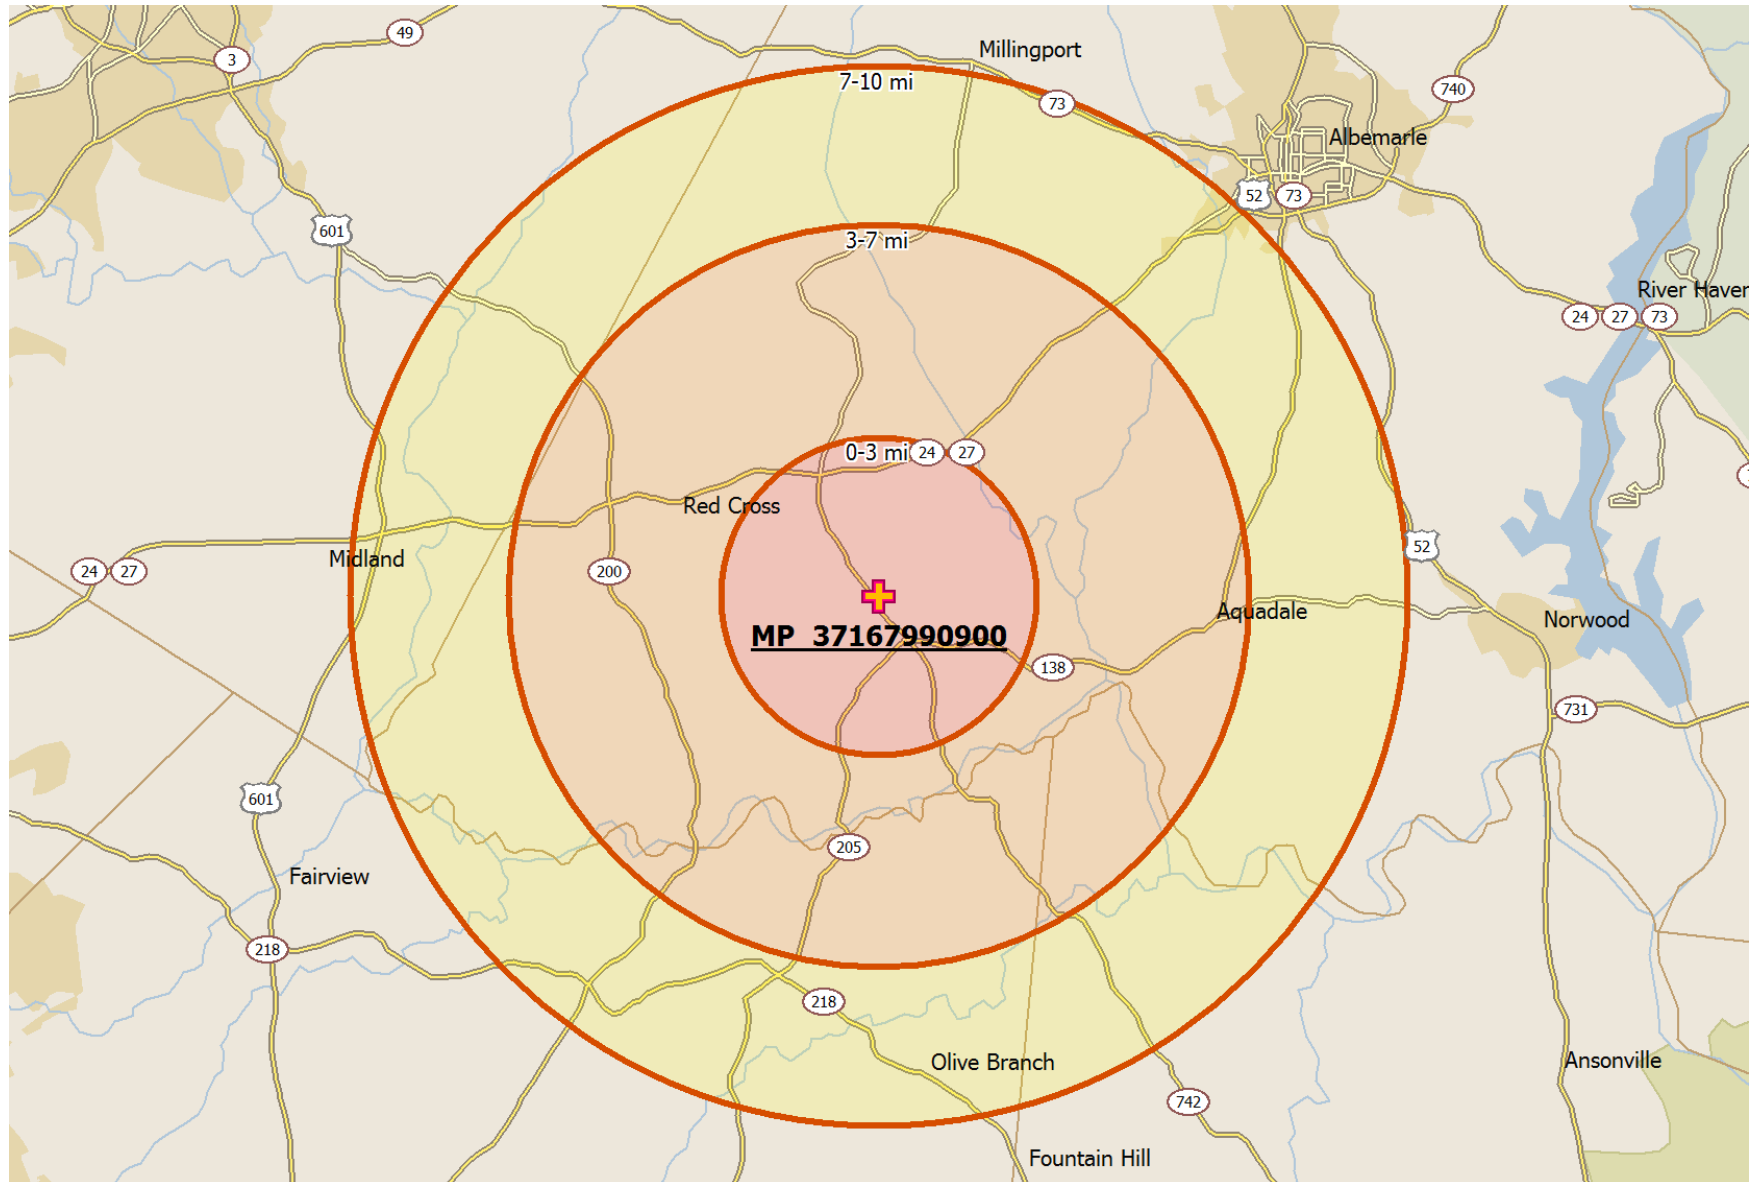 49
3
Millingport
7-10 mi
740
73
Albemarle
52
73
601
3-7 mi
River Haven
24
27
73
0-3 mi
24
27
Red Cross
52
Midland
24
27
200
Aquadale
Norwood
MP 37167990900
138
731
601
205
Fairview
218
218
Olive Branch
Ansonville
742
Fountain Hill